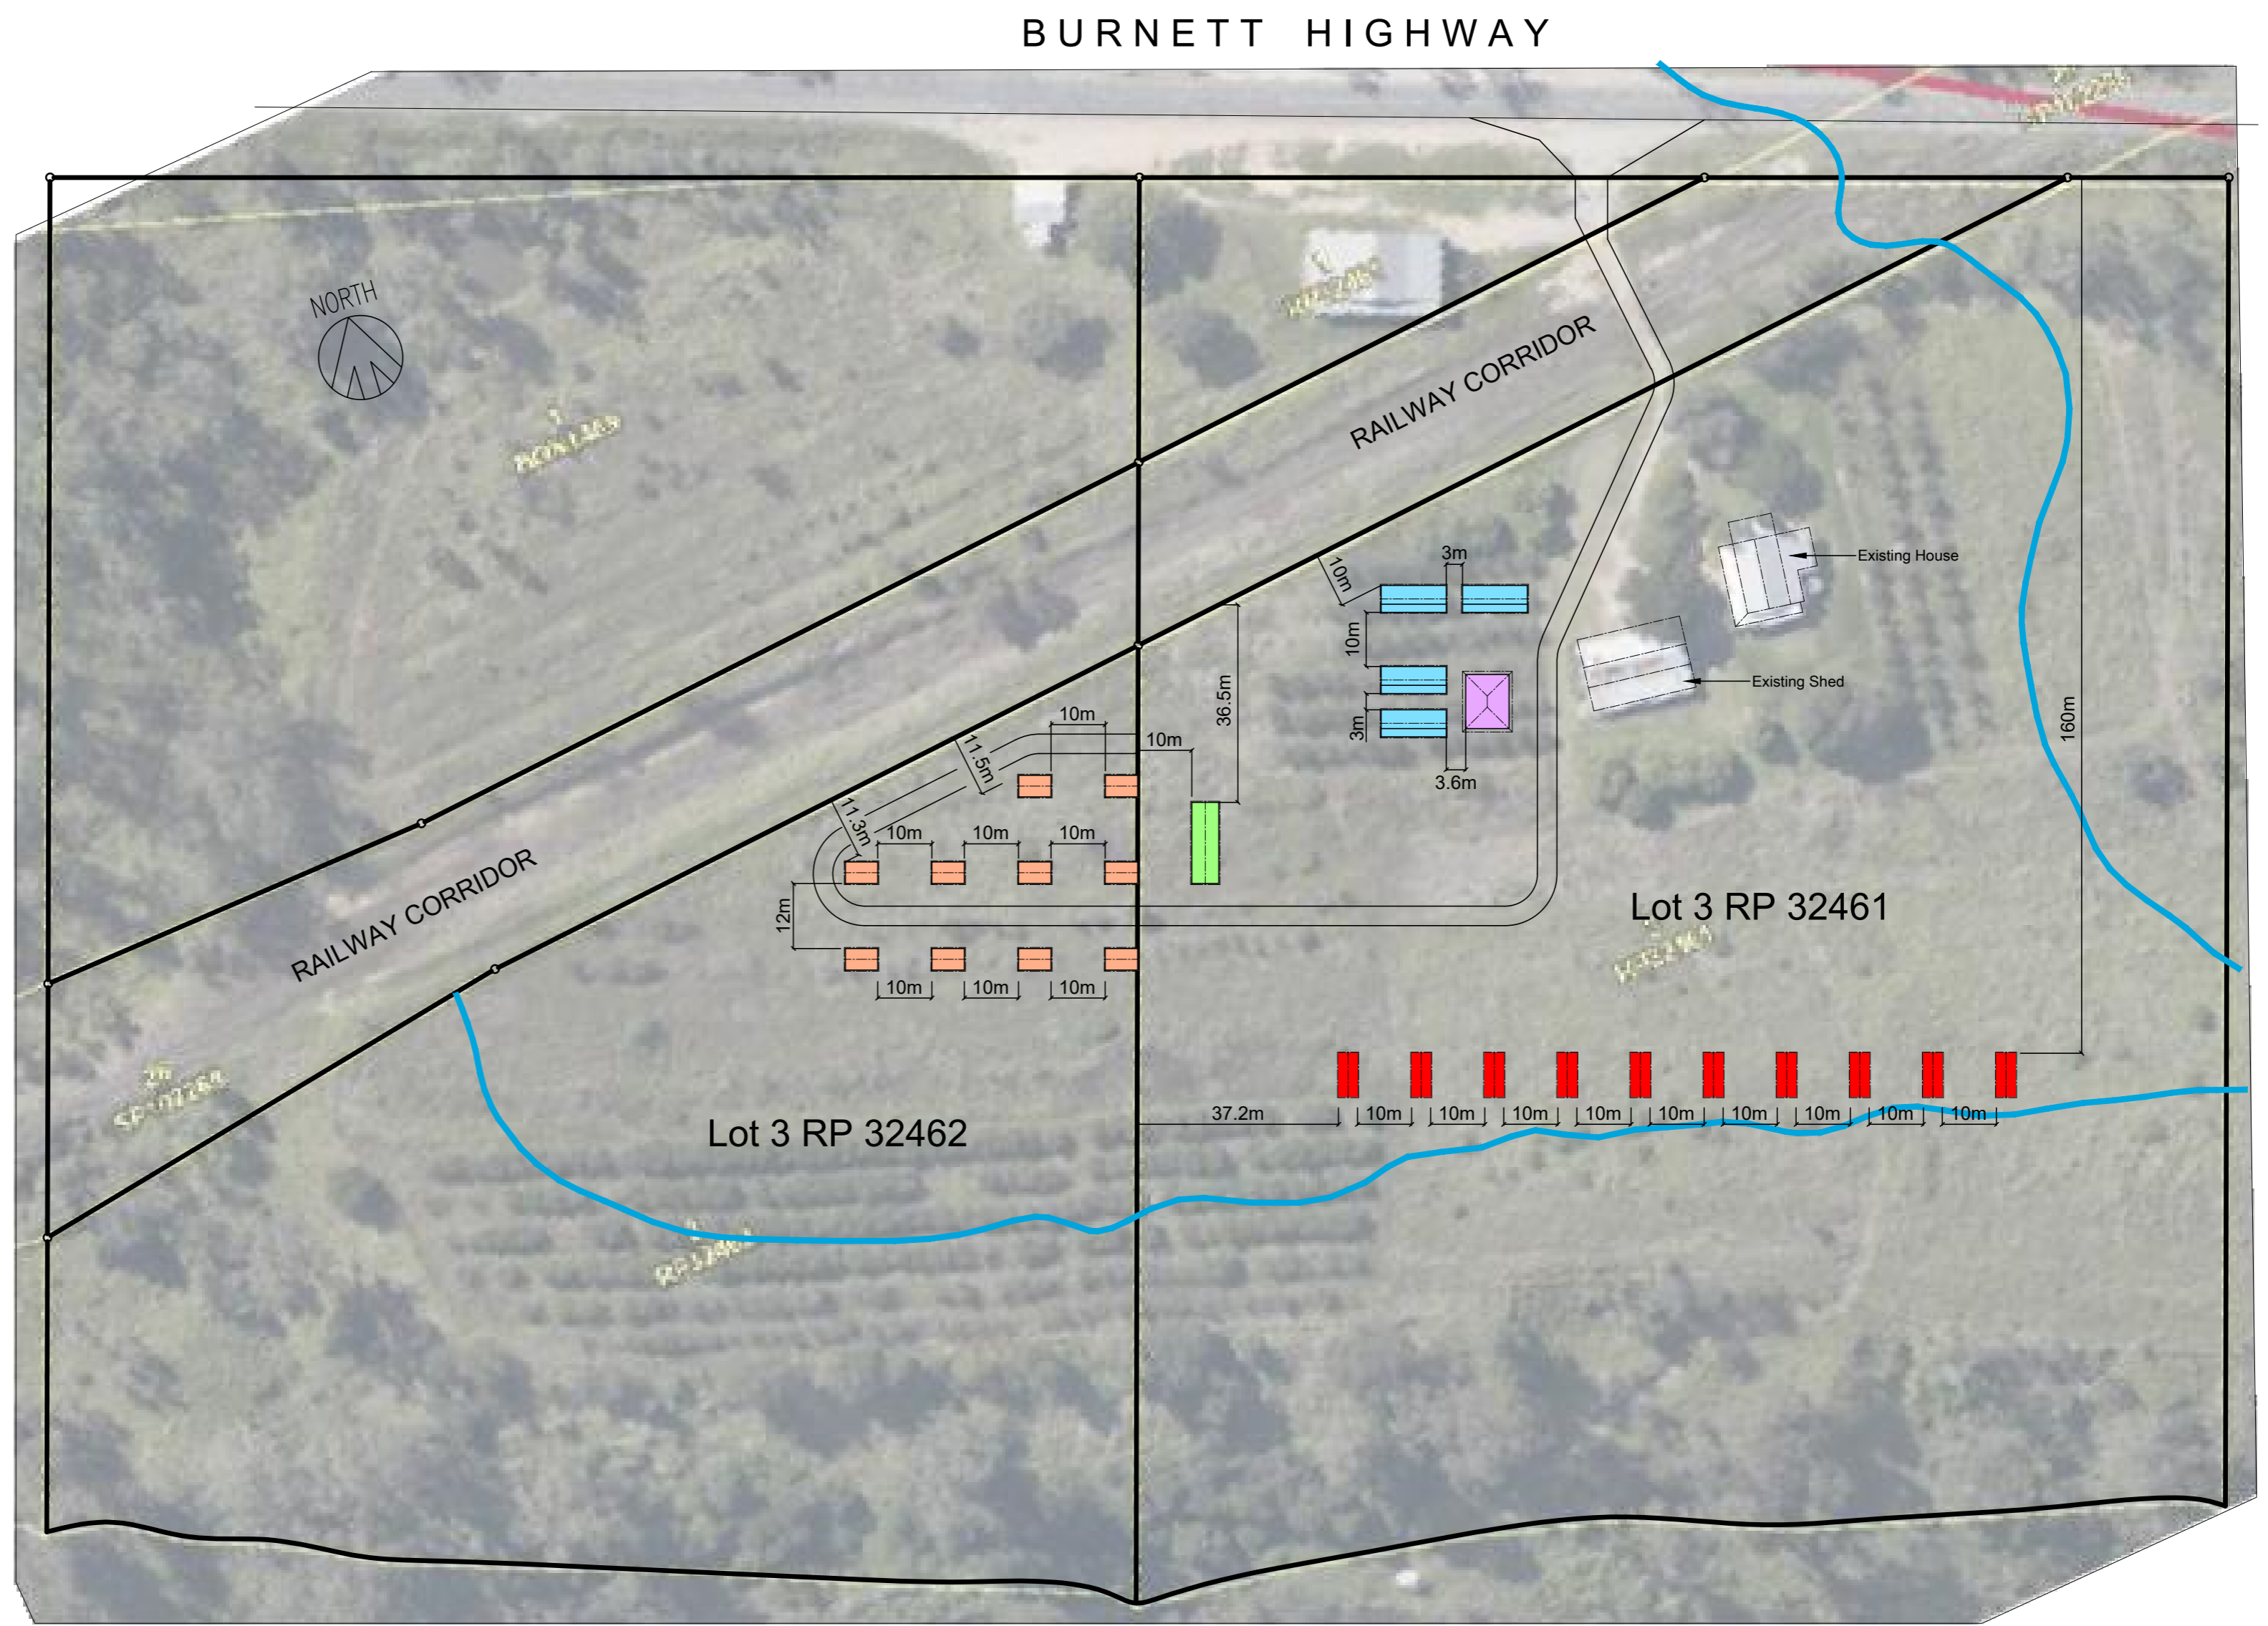 BURNETT HIGHWAY
NORTH
RAILWAY CORRIDOR
3m
10m
Existing House
10m
Existing Shed
36.5m
160m
3m
10m
10m
11.5m
3.6m
11.3m
10m
10m
10m
12m
Lot 3 RP 32461
RAILWAY CORRIDOR
10m
10m
10m
37.2m
10m
10m
10m
10m
10m
10m
10m
10m
10m
Lot 3 RP 32462